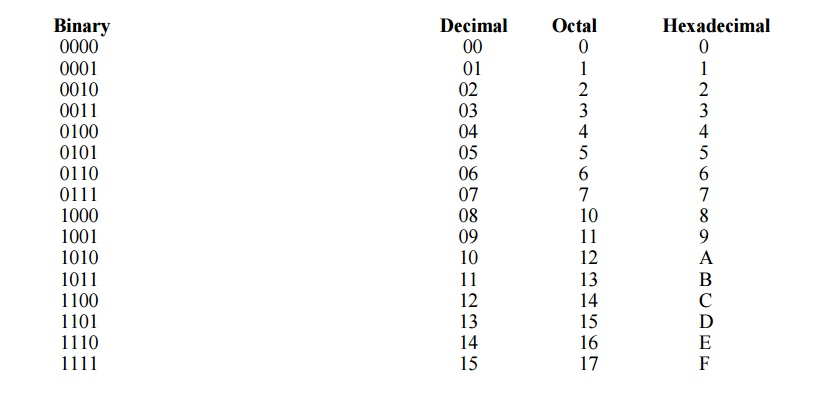 Binary Decimal Octal Hexadecimal
0000 00 0 0
0001 01 1 1
0010 02 2 2
0011 03 3 3
0100 04 4 4
0101 05 5 5
0110 06 6 6
0111 07 7 7
1000 08 10 8
1001 09 11 9
1010 10 12 A
1011 11 13 B
1100 12 14 C
1101 13 15 D
1110 14 16 E
1111 15 17 F